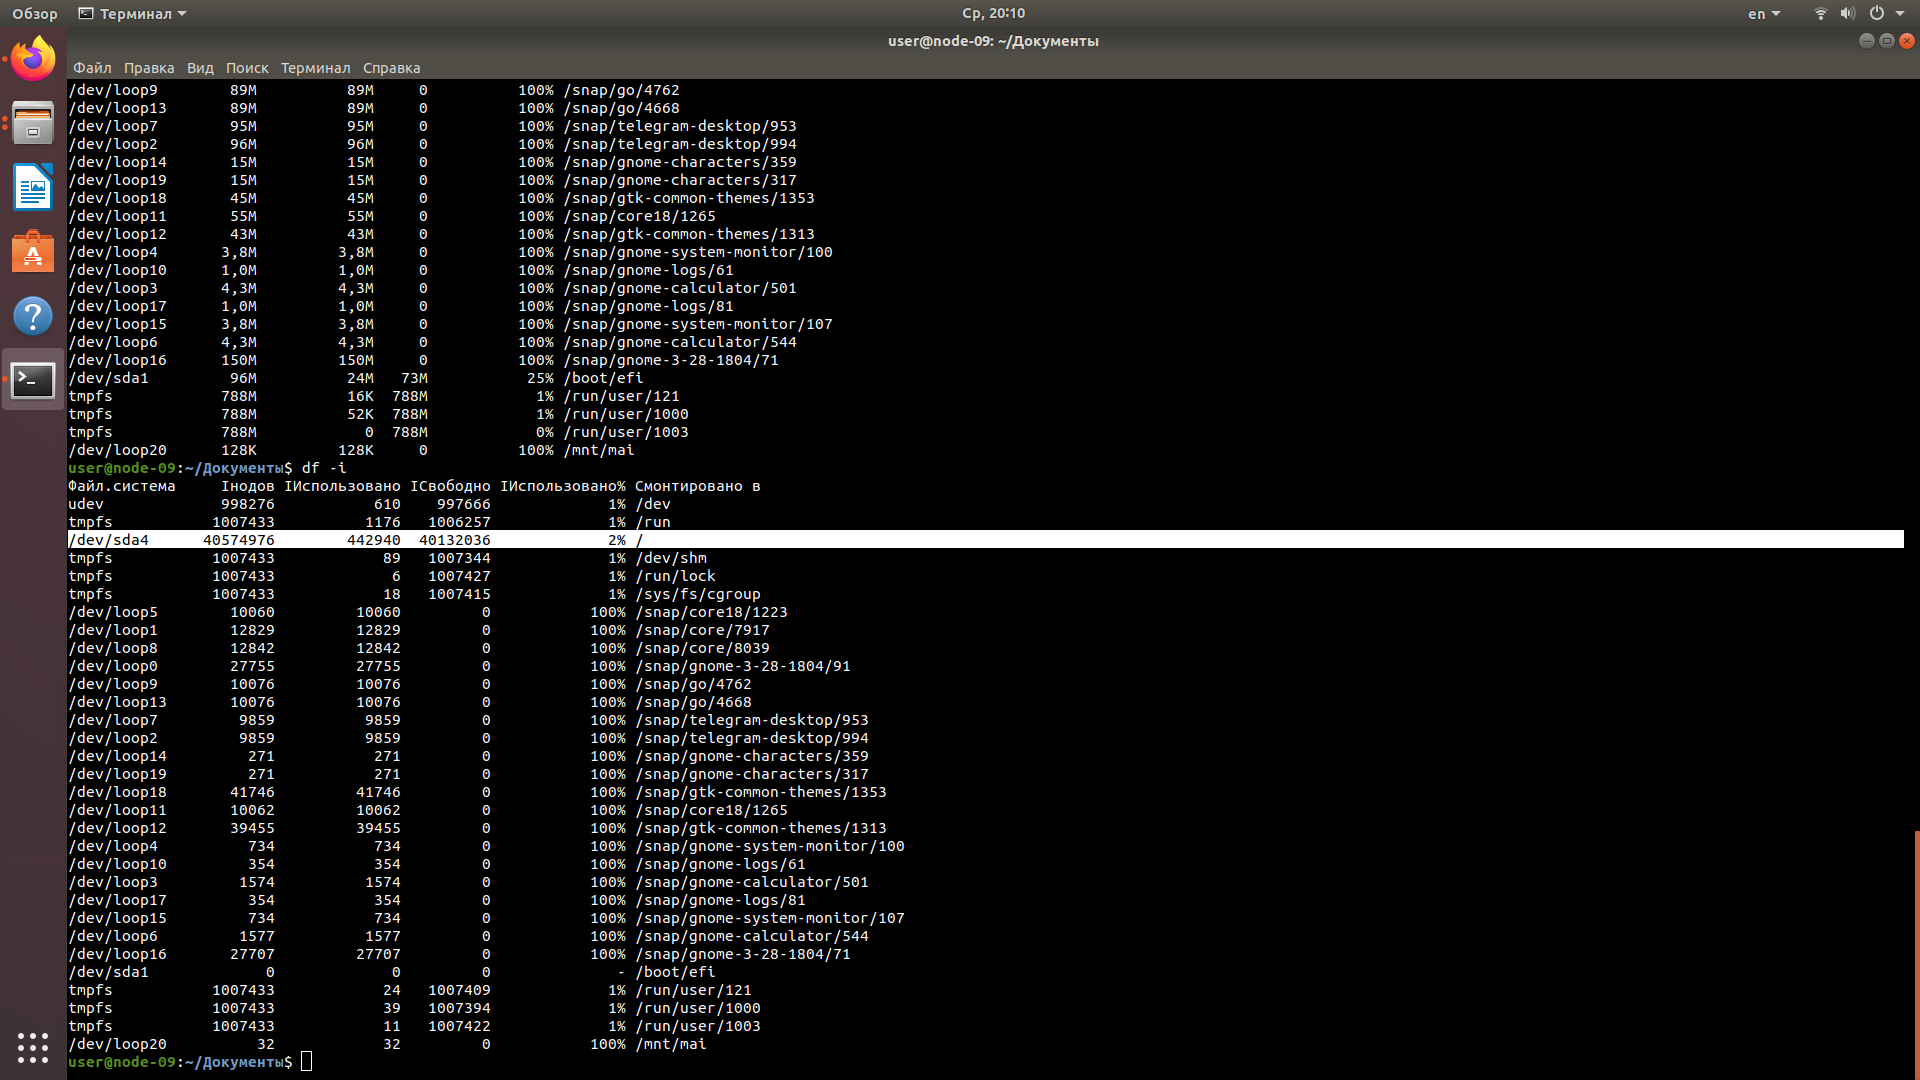 Обзор Терминал Ср, 20:10 en
user@node-09: ~/Документы
Файл Правка Вид Поиск Терминал Справка
/dev/loop9 89M 89M 0 100% /snap/go/4762
/dev/loop13 89M 89M 0 100% /snap/go/4668
/dev/loop7 95M 95M 0 100% /snap/telegram-desktop/953
/dev/loop2 96M 96M 0 100% /snap/telegram-desktop/994
/dev/loop14 15M 15M 0 100% /snap/gnome-characters/359
/dev/loop19 15M 15M 0 100% /snap/gnome-characters/317
/dev/loop18 45M 45M 0 100% /snap/gtk-common-themes/1353
/dev/loop11 55M 55M 0 100% /snap/core18/1265
/dev/loop12 43M 43M 0 100% /snap/gtk-common-themes/1313
/dev/loop4 3,8M 3,8M 0 100% /snap/gnome-system-monitor/100
/dev/loop10 1,0M 1,0M 0 100% /snap/gnome-logs/61
/dev/loop3 4,3M 4,3M 0 100% /snap/gnome-calculator/501
/dev/loop17 1,0M 1,0M 0 100% /snap/gnome-logs/81
/dev/loop15 3,8M 3,8M 0 100% /snap/gnome-system-monitor/107
/dev/loop6 4,3M 4,3M 0 100% /snap/gnome-calculator/544
/dev/loop16 150M 150M 0 100% /snap/gnome-3-28-1804/71
/dev/sda1 96M 24M 73M 25% /boot/efi
tmpfs 788M 16K 788M 1% /run/user/121
tmpfs 788M 52K 788M 1% /run/user/1000
tmpfs 788M 0 788M 0% /run/user/1003
/dev/loop20 128K 128K 0 100% /mnt/mai
user@node-09:~/Документы$ df -i
Файл.система Iнодов IИспользовано IСвободно IИспользовано% Cмонтировано в
udev 998276 610 997666 1% /dev
tmpfs 1007433 1176 1006257 1% /run
/dev/sda4 40574976 442940 40132036 2% /
tmpfs 1007433 89 1007344 1% /dev/shm
tmpfs 1007433 6 1007427 1% /run/lock
tmpfs 1007433 18 1007415 1% /sys/fs/cgroup
/dev/loop5 10060 10060 0 100% /snap/core18/1223
/dev/loop1 12829 12829 0 100% /snap/core/7917
/dev/loop8 12842 12842 0 100% /snap/core/8039
/dev/loop0 27755 27755 0 100% /snap/gnome-3-28-1804/91
/dev/loop9 10076 10076 0 100% /snap/go/4762
/dev/loop13 10076 10076 0 100% /snap/go/4668
/dev/loop7 9859 9859 0 100% /snap/telegram-desktop/953
/dev/loop2 9859 9859 0 100% /snap/telegram-desktop/994
/dev/loop14 271 271 0 100% /snap/gnome-characters/359
/dev/loop19 271 271 0 100% /snap/gnome-characters/317
/dev/loop18 41746 41746 0 100% /snap/gtk-common-themes/1353
/dev/loop11 10062 10062 0 100% /snap/core18/1265
/dev/loop12 39455 39455 0 100% /snap/gtk-common-themes/1313
/dev/loop4 734 734 0 100% /snap/gnome-system-monitor/100
/dev/loop10 354 354 0 100% /snap/gnome-logs/61
/dev/loop3 1574 1574 0 100% /snap/gnome-calculator/501
/dev/loop17 354 354 0 100% /snap/gnome-logs/81
/dev/loop15 734 734 0 100% /snap/gnome-system-monitor/107
/dev/loop6 1577 1577 0 100% /snap/gnome-calculator/544
/dev/loop16 27707 27707 0 100% /snap/gnome-3-28-1804/71
/dev/sda1 0 0 0 - /boot/efi
tmpfs 1007433 24 1007409 1% /run/user/121
tmpfs 1007433 39 1007394 1% /run/user/1000
tmpfs 1007433 11 1007422 1% /run/user/1003
/dev/loop20 32 32 0 100% /mnt/mai
user@node-09:~/Документы$